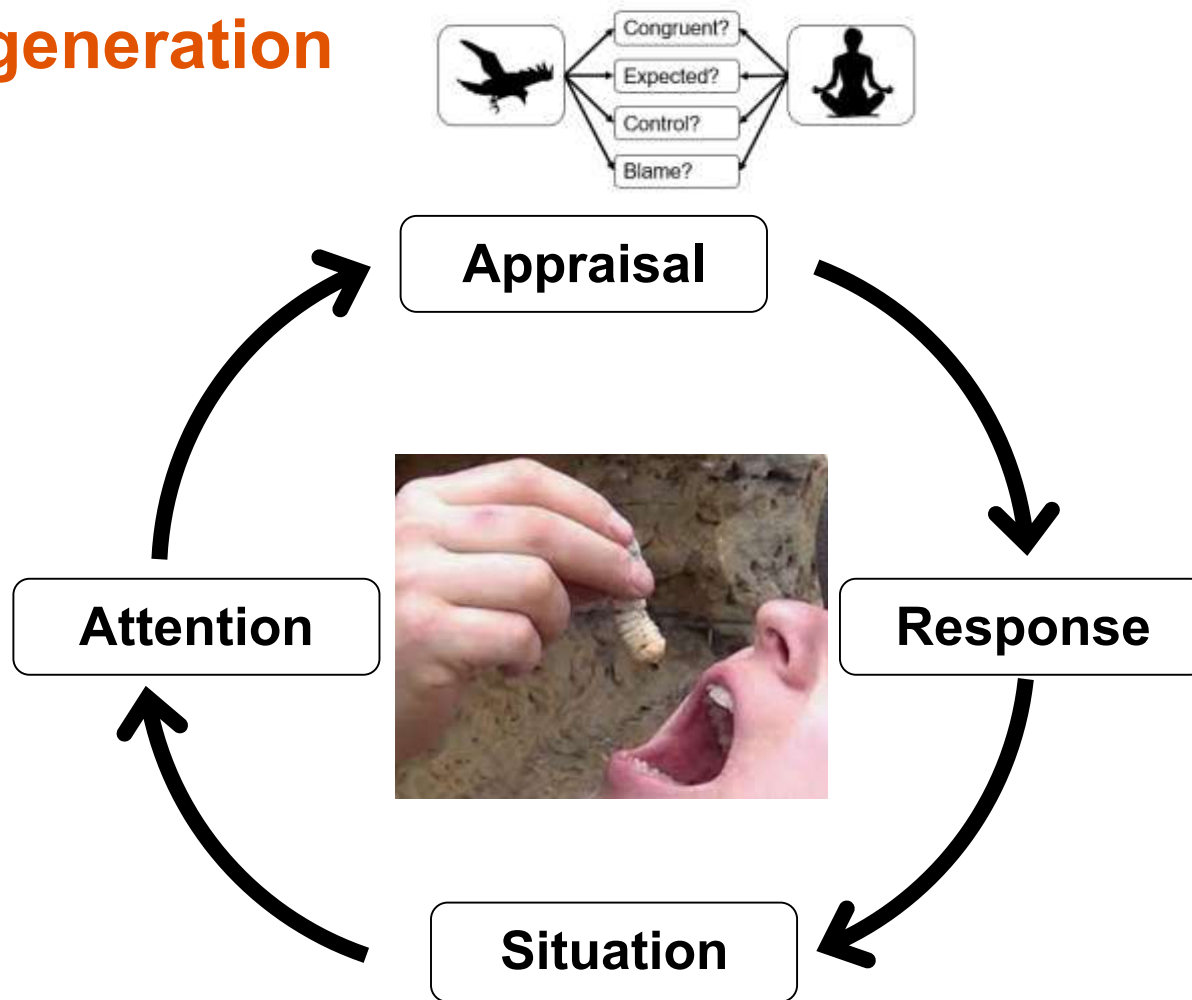 generation
Congruent?
Expected?
Control?
Blame?
Appraisal
Attention
Response
Situation